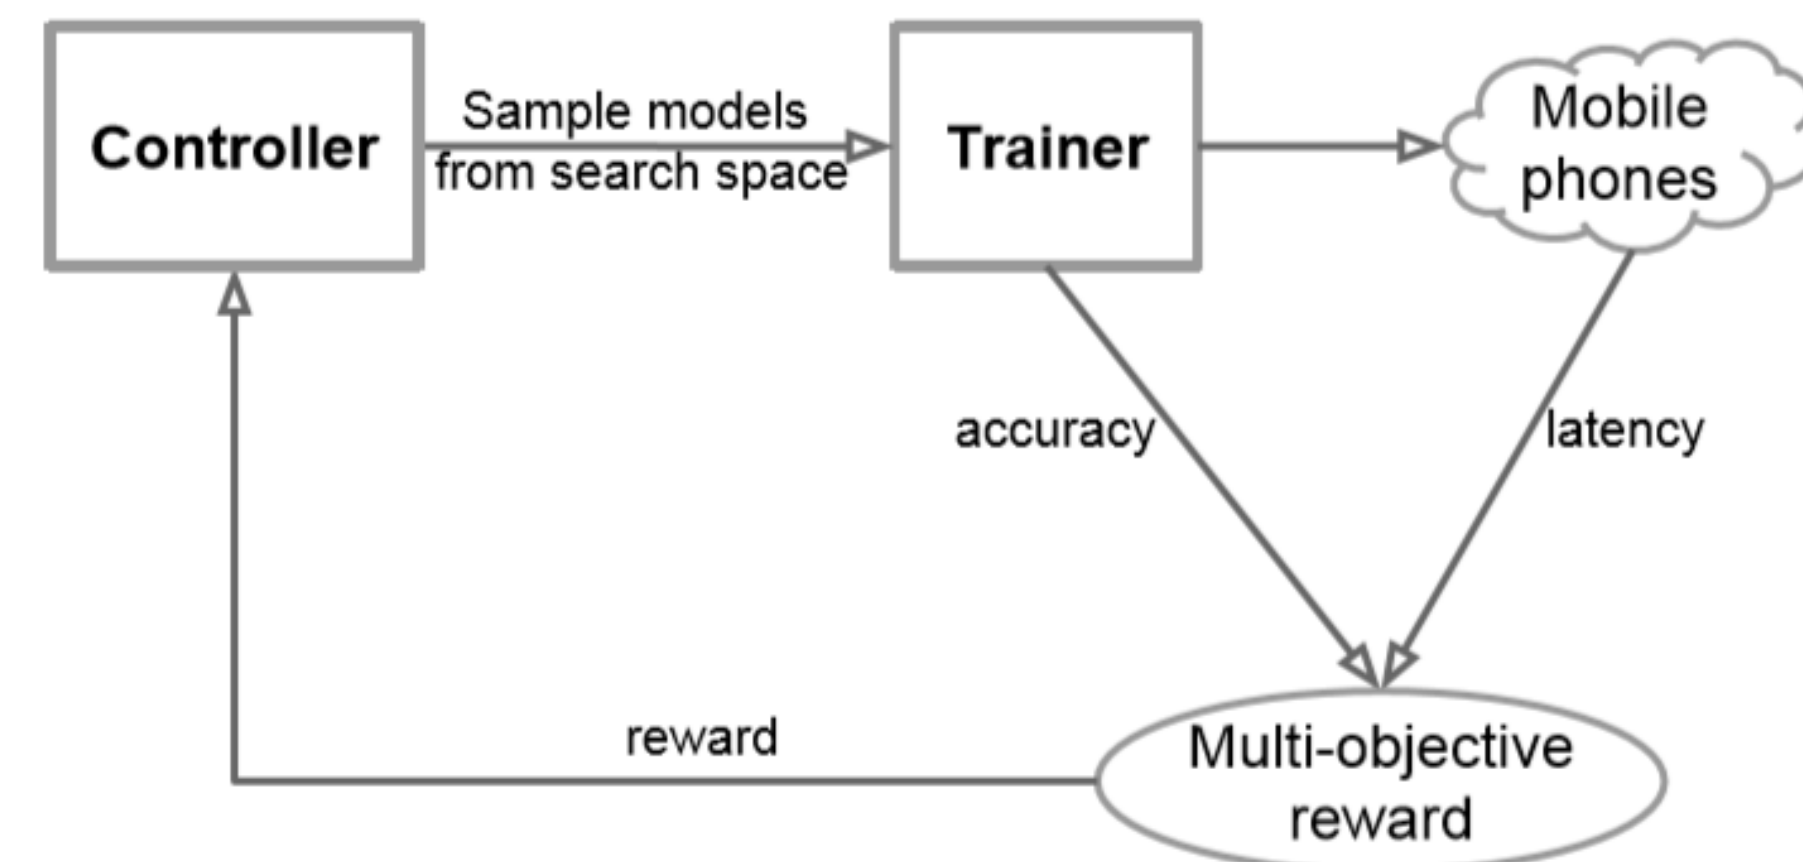 Controller
Sample models
from search space
Trainer
Mobile
phones
accuracy
latency
reward
Multi-objective
reward